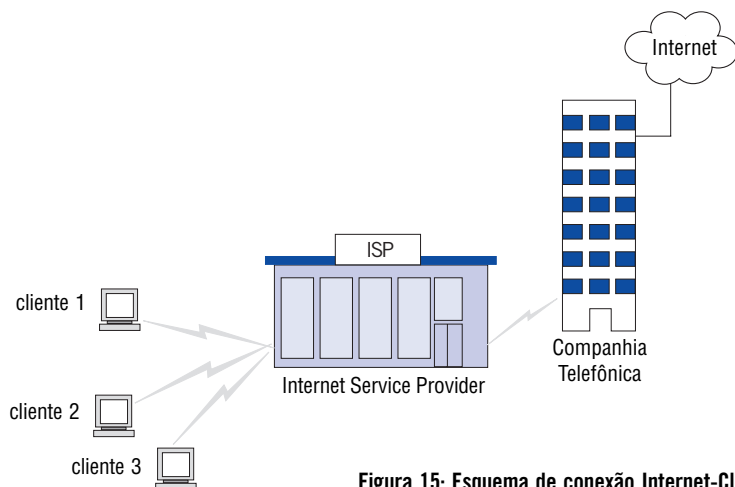 Internet
ISP
cliente 1
Internet Service Provider
Companhia
Telefônica
cliente 2
cliente 3
Figura 15: Esquema de conexão Internet-Cl